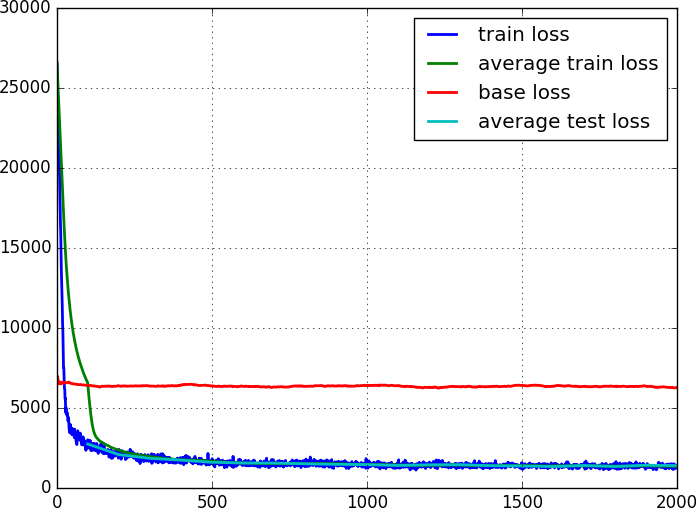 30000
25000
20000
15000
10000
5000
0
0 500 1000 1500 2000
train loss
average train loss
base loss
average test loss